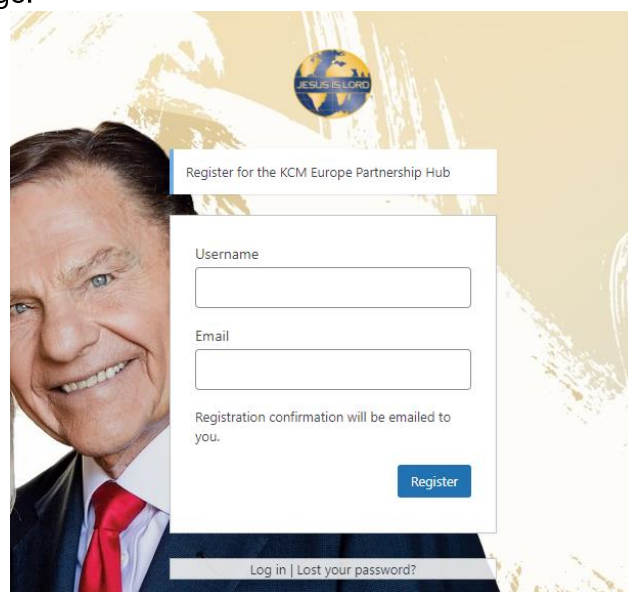 JESUS IS LORD
Register for the KCM Europe Partnership Hub
Username
Email
Registration confirmation will be emailed to
you.
Register
Log in | Lost your password?